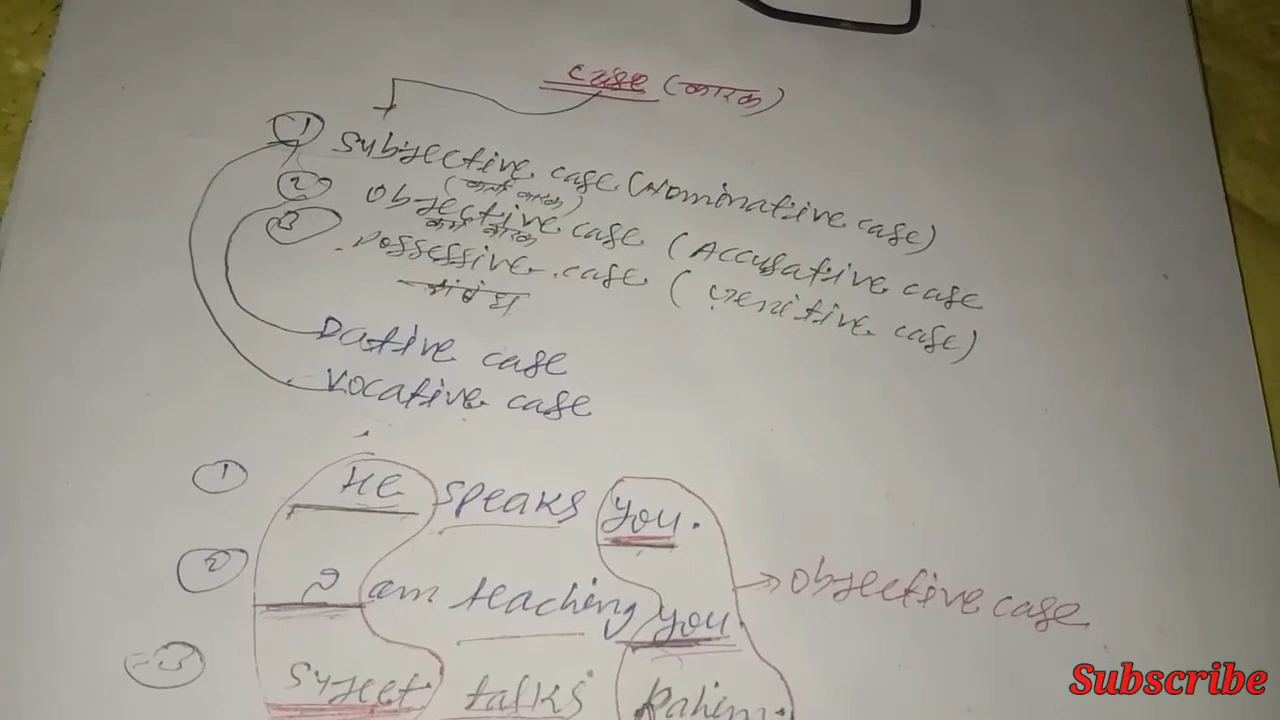 case (कारक)
① Subjective case (Nominative case)
(कर्ता कारक)
② Objective case (Accusative case
कर्म कारक
③ Possessive case (Genitive case)
संबंध
Dative case
Vocative case
① He speaks you.
② I am teaching you
③ talks Rahim.
Objective case
Subscribe